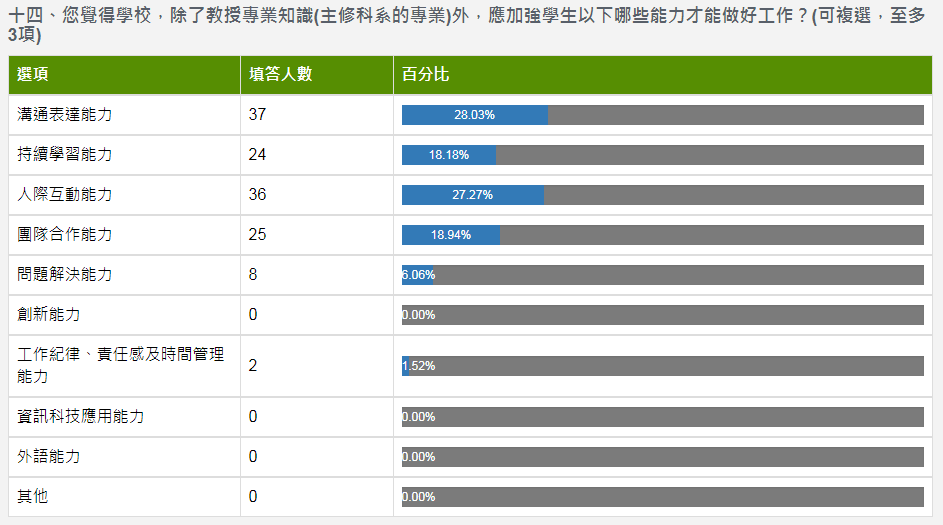 十四、您覺得學校，除了教授專業知識(主修科系的專業)外，應加強學生以下哪些能力才能做好工作？(可複選，至多
3項)
選項 填答人數 百分比
溝通表達能力 37 28.03%
持續學習能力 24 18.18%
人際互動能力 36 27.27%
團隊合作能力 25 18.94%
問題解決能力 8 6.06%
創新能力 0 0.00%
工作紀律、責任感及時間管理
能力 2 1.52%
資訊科技應用能力 0 0.00%
外語能力 0 0.00%
其他 0 0.00%